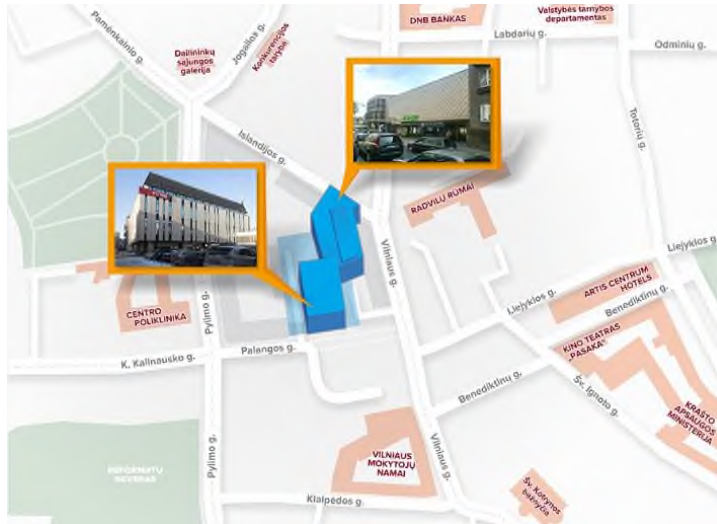 DNB BANKAS
Valstybės tarnybos
departamentas
Pamėnkalnio g.
Jogailos g.
Labdarių g.
Odminių g.
Dailininkų
sąjungos
galerija
Konkurencijos
taryba
Islandijos g.
Totorių g.
RADVILŲ RŪMAI
Vilniaus g.
Liejyklos g.
ARTIS CENTRUM
HOTELS
Liejyklos g.
Benediktinų g.
CENTRO
POLIKLINIKA
Pylimo g.
KINO TEATRAS
„PASAKA“
K. Kalinausko g.
Palangos g.
Benediktinų g.
Šv. Ignoto g.
KRAŠTO
APSAUGOS
MINISTERIJA
VILNIAUS
MOKYTOJŲ
NAMAI
Vilniaus g.
Pylimo g.
REFORMATŲ
SKVERAS
Klaipėdos g.
Šv. Kotrynos
bažnyčia